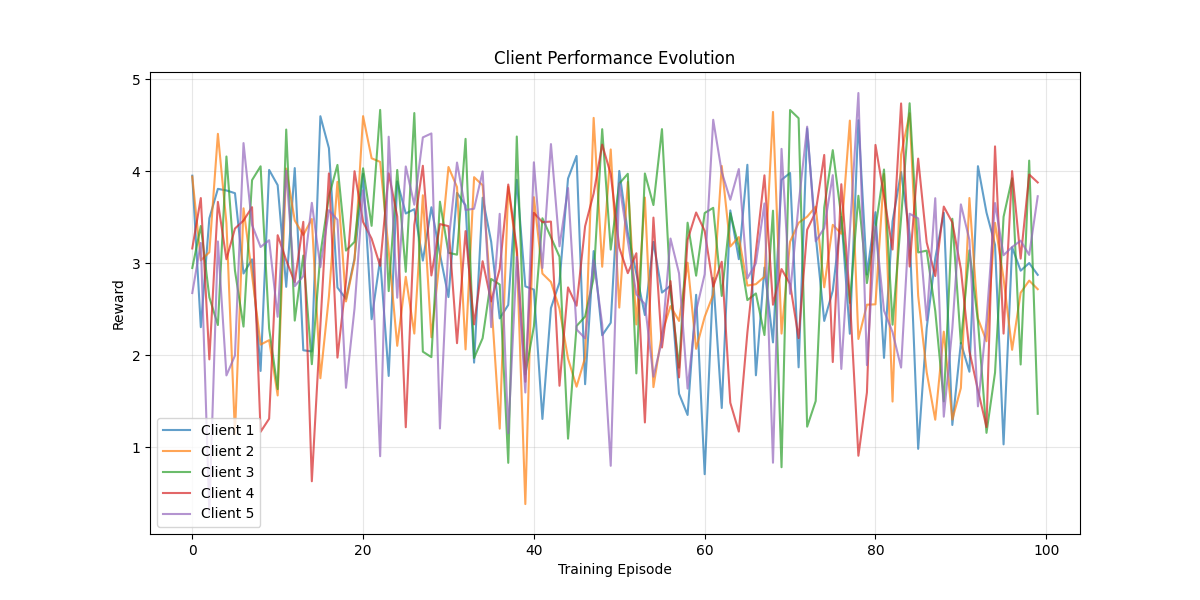 Client Performance Evolution
Reward
5
4
3
2
1
Client 1
Client 2
Client 3
Client 4
Client 5
0 20 40 60 80 100
Training Episode